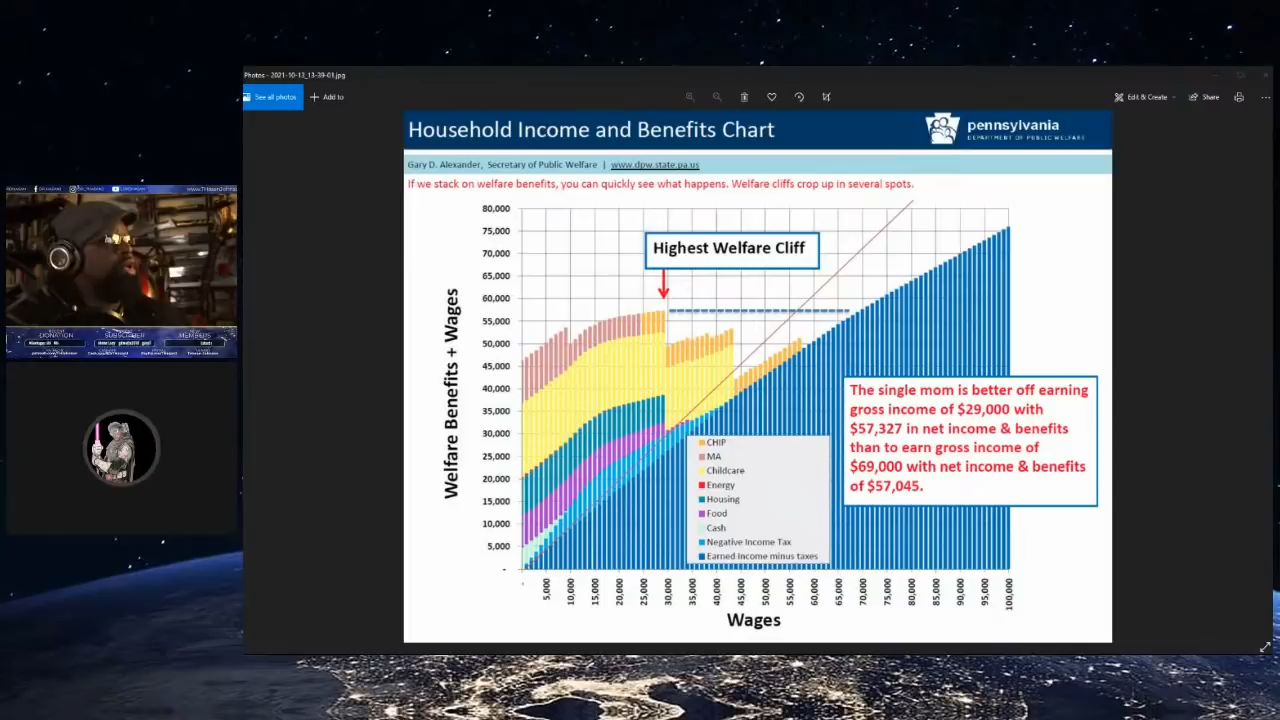 Photos - 2021-10-13_13-39-01.jpg
See all photos
Add to
Edit & Create
Share
Household Income and Benefits Chart
pennsylvania
DEPARTMENT OF PUBLIC WELFARE
Gary D. Alexander, Secretary of Public Welfare | www.dpw.state.pa.us
If we stack on welfare benefits, you can quickly see what happens. Welfare cliffs crop up in several spots.
Welfare Benefits + Wages
80,000
75,000
70,000
65,000
60,000
55,000
50,000
45,000
40,000
35,000
30,000
25,000
20,000
15,000
10,000
5,000
-
Highest Welfare Cliff
The single mom is better off earning
gross income of $29,000 with
$57,327 in net income & benefits
than to earn gross income of
$69,000 with net income & benefits
of $57,045.
CHIP
MA
Childcare
Energy
Housing
Food
Cash
Negative Income Tax
Earned Income minus taxes
-
5,000
10,000
15,000
20,000
25,000
30,000
35,000
40,000
45,000
50,000
55,000
60,000
65,000
70,000
75,000
80,000
85,000
90,000
95,000
100,000
Wages
DONATION
SUBSCRIBER
MEMBERS